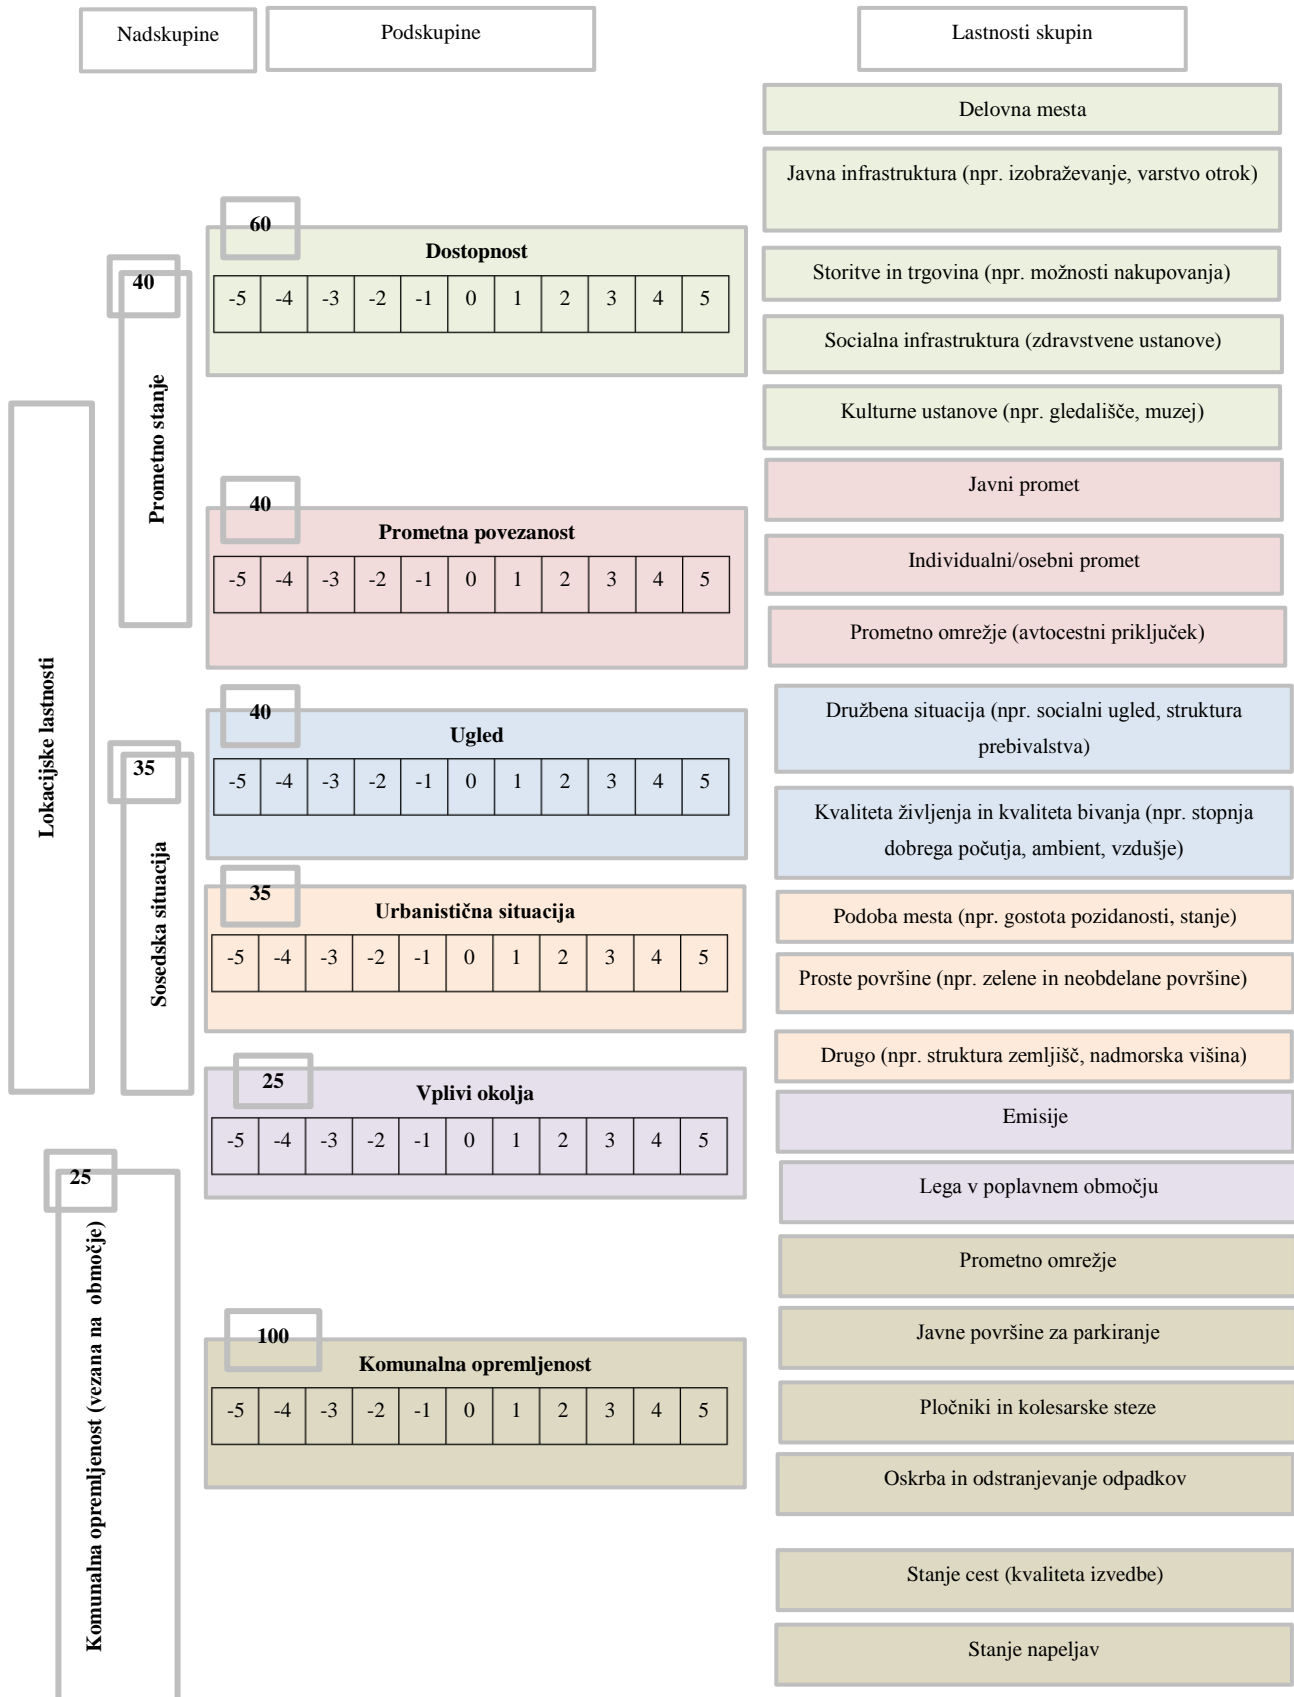 Nadskupine
Podskupine
Lastnosti skupin
Lokacijske lastnosti
40
Prometno stanje
60
Dostopnost
-5 -4 -3 -2 -1 0 1 2 3 4 5
Delovna mesta
Javna infrastruktura (npr. izobraževanje, varstvo otrok)
Storitve in trgovina (npr. možnosti nakupovanja)
Socialna infrastruktura (zdravstvene ustanove)
Kulturne ustanove (npr. gledališče, muzej)
40
Prometna povezanost
-5 -4 -3 -2 -1 0 1 2 3 4 5
Javni promet
Individualni/osebni promet
Prometno omrežje (avtocestni priključek)
35
Sosedska situacija
40
Ugled
-5 -4 -3 -2 -1 0 1 2 3 4 5
Družbena situacija (npr. socialni ugled, struktura
prebivalstva)
Kvaliteta življenja in kvaliteta bivanja (npr. stopnja
dobrega počutja, ambient, vzdušje)
35
Urbanistična situacija
-5 -4 -3 -2 -1 0 1 2 3 4 5
Podoba mesta (npr. gostota pozidanosti, stanje)
Proste površine (npr. zelene in neobdelane površine)
Drugo (npr. struktura zemljišč, nadmorska višina)
25
Vplivi okolja
-5 -4 -3 -2 -1 0 1 2 3 4 5
Emisije
Lega v poplavnem območju
25
Komunalna opremljenost (vezana na območje)
100
Komunalna opremljenost
-5 -4 -3 -2 -1 0 1 2 3 4 5
Prometno omrežje
Javne površine za parkiranje
Pločniki in kolesarske steze
Oskrba in odstranjevanje odpadkov
Stanje cest (kvaliteta izvedbe)
Stanje napeljav